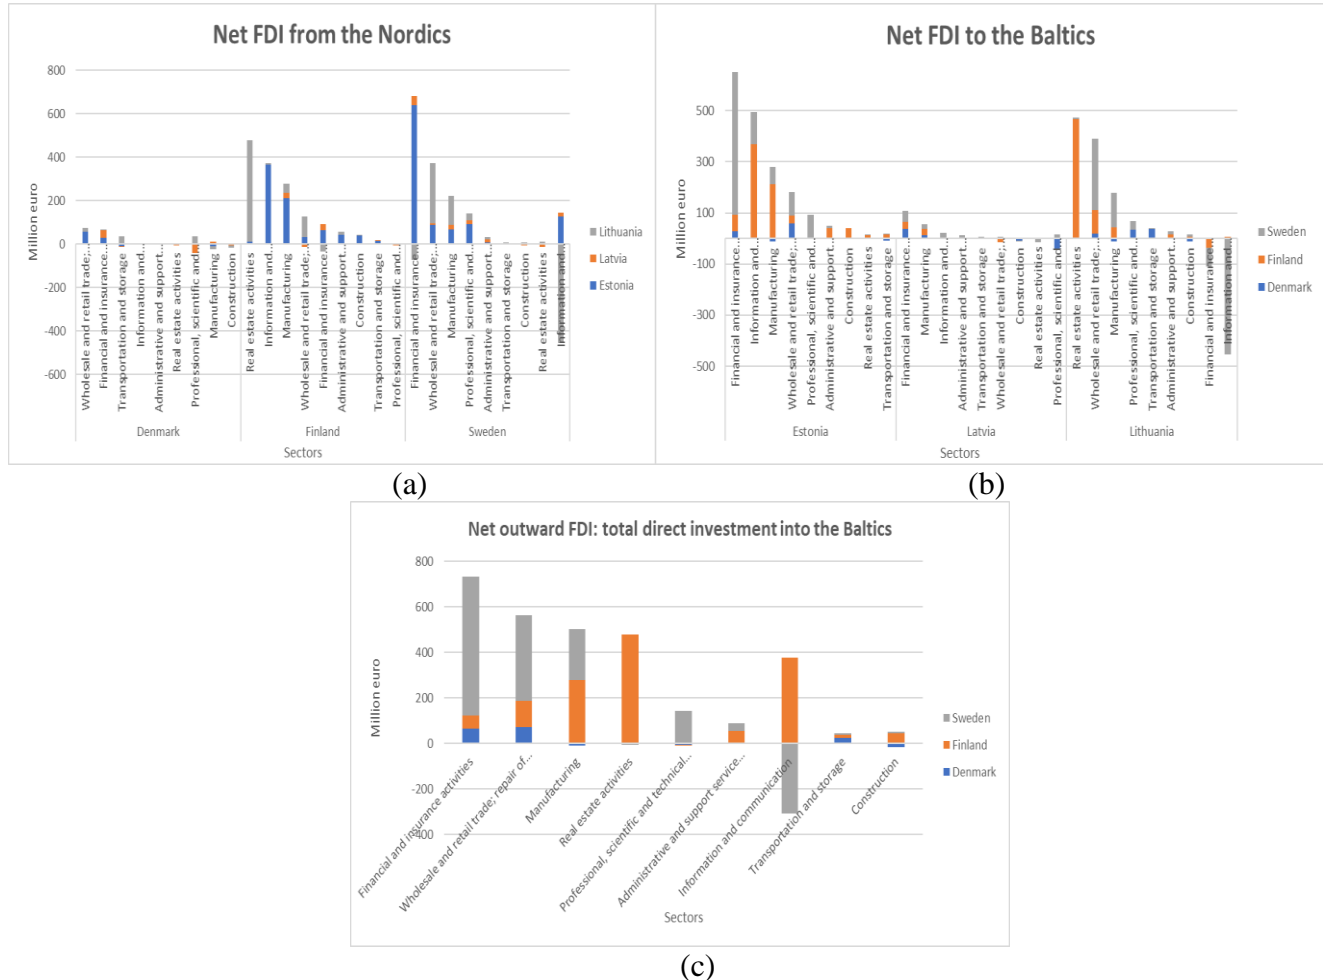 Net FDI from the Nordics
800
600
400
200
0
-200
-400
-600
Million euro
Wholesale and retail trade;...
Financial and insurance...
Transportation and storage
Information and...
Administrative and support...
Real estate activities
Professional, scientific and...
Manufacturing
Construction
Real estate activities
Information and...
Manufacturing
Wholesale and retail trade;...
Financial and insurance...
Administrative and support...
Construction
Transportation and storage
Professional, scientific and...
Financial and insurance...
Wholesale and retail trade;...
Manufacturing
Professional, scientific and...
Administrative and support...
Transportation and storage
Construction
Real estate activities
Information and...
Denmark
Finland
Sweden
Sectors
Lithuania
Latvia
Estonia
(a)
Net FDI to the Baltics
500
300
100
-100
-300
-500
Million euro
Financial and insurance...
Information and...
Manufacturing
Wholesale and retail trade;...
Professional, scientific and...
Administrative and support...
Construction
Real estate activities
Transportation and storage
Financial and insurance...
Manufacturing
Information and...
Administrative and support...
Transportation and storage
Wholesale and retail trade;...
Construction
Real estate activities
Professional, scientific and...
Real estate activities
Wholesale and retail trade;...
Manufacturing
Professional, scientific and...
Transportation and storage
Administrative and support...
Construction
Financial and insurance...
Information and...
Estonia
Latvia
Lithuania
Sectors
Sweden
Finland
Denmark
(b)
Net outward FDI: total direct investment into the Baltics
800
600
400
200
0
-200
-400
Million euro
Financial and insurance activities
Wholesale and retail trade; repair of...
Manufacturing
Real estate activities
Professional, scientific and technical...
Administrative and support service...
Information and communication
Transportation and storage
Construction
Sectors
Sweden
Finland
Denmark
(c)